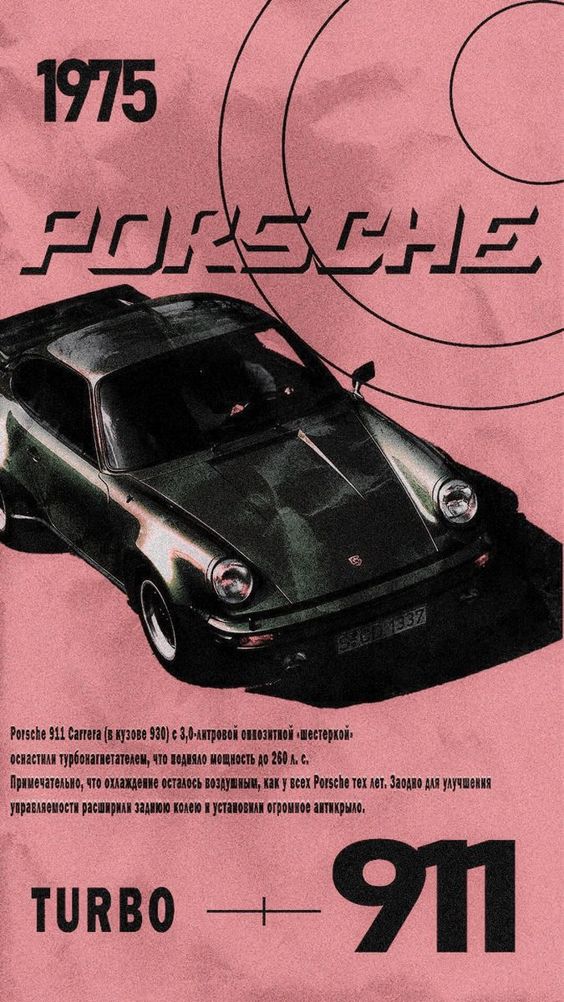 1975
PORSCHE
Porsche 911 Carrera (в кузове 930) с 3,0-литровой оппозитной «шестеркой»
оснастили турбонагнетателем, что подняло мощность до 260 л. с.
Примечательно, что охлаждение осталось воздушным, как у всех Porsche тех лет. Заодно для улучшения
управляемости расширили заднюю колею и установили огромное антикрыло.
TURBO
911